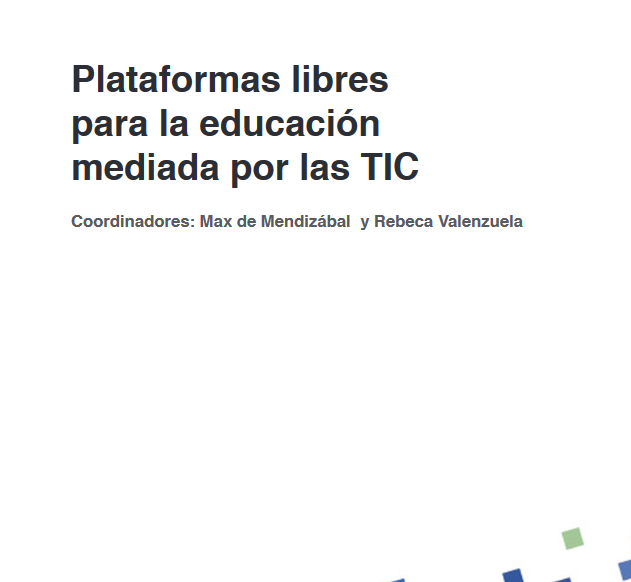 Plataformas libres
para la educación
mediada por las TIC
Coordinadores: Max de Mendizábal y Rebeca Valenzuela